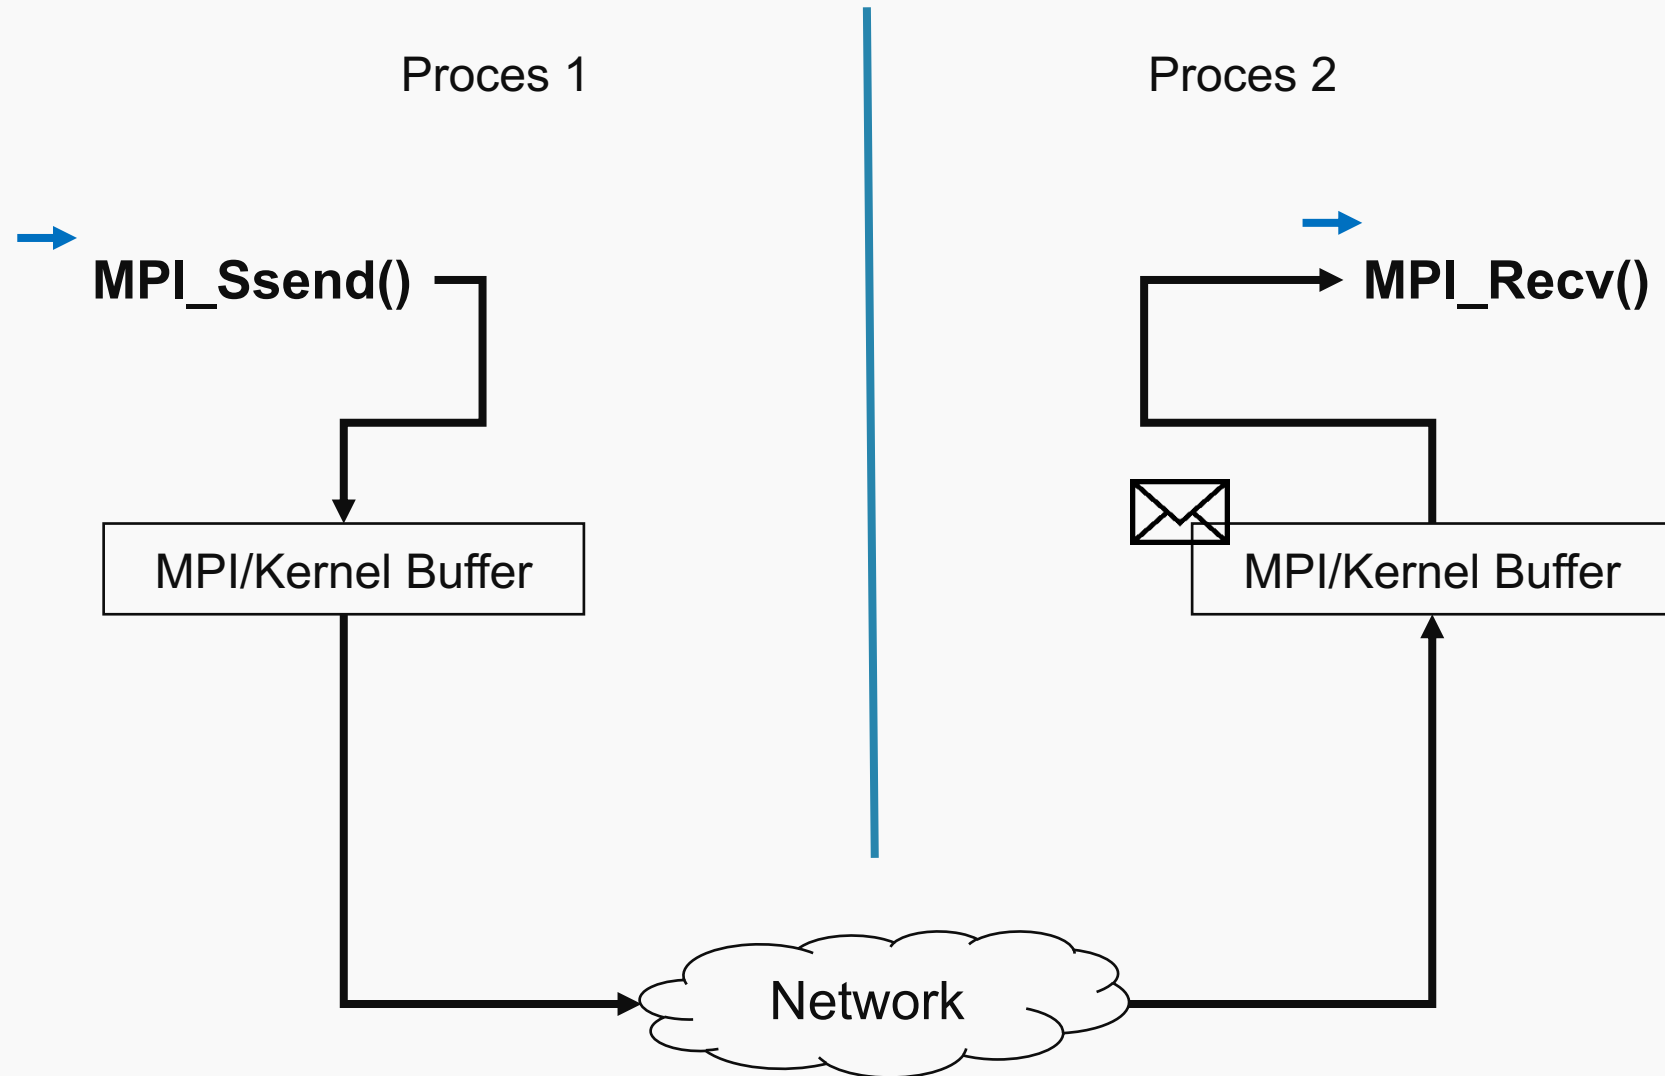 Proces 1
Proces 2
MPI_Ssend()
MPI_Recv()
MPI/Kernel Buffer
MPI/Kernel Buffer
Network